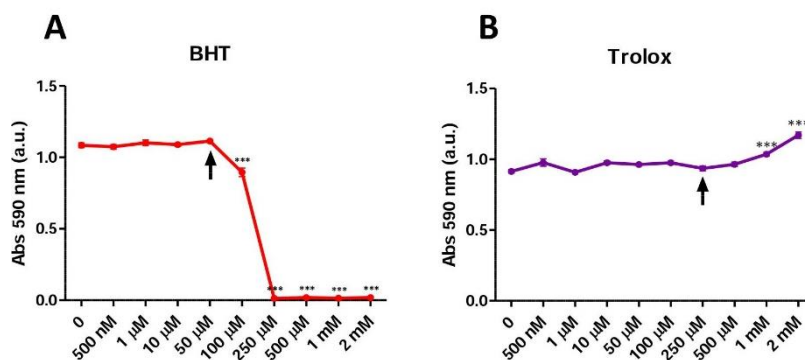 A
BHT
Abs 590 nm (a.u.)
1.5
1.0
0.5
0.0
***
***
***
***
***
0
500 nM
1 µM
10 µM
50 µM
100 µM
250 µM
500 µM
1 mM
2 mM
B
Trolox
Abs 590 nm (a.u.)
1.5
1.0
0.5
0.0
***
***
0
500 nM
1 µM
10 µM
50 µM
100 µM
250 µM
500 µM
1 mM
2 mM